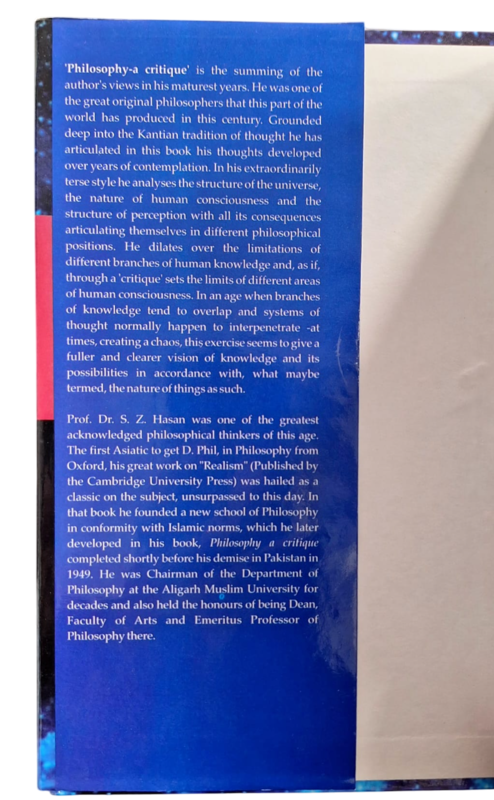 'Philosophy-a critique' is the summing of the
author's views in his maturest years. He was one of
the great original philosophers that this part of the
world has produced in this century. Grounded
deep into the Kantian tradition of thought he has
articulated in this book his thoughts developed
over years of contemplation. In his extraordinarily
terse style he analyses the structure of the universe,
the nature of human consciousness and the
structure of perception with all its consequences
articulating themselves in different philosophical
positions. He dilates over the limitations of
different branches of human knowledge and, as if,
through a 'critique' sets the limits of different areas
of human consciousness. In an age when branches
of knowledge tend to overlap and systems of
thought normally happen to interpenetrate -at
times, creating a chaos, this exercise seems to give a
fuller and clearer vision of knowledge and its
possibilities in accordance with, what maybe
termed, the nature of things as such.
Prof. Dr. S. Z. Hasan was one of the greatest
acknowledged philosophical thinkers of this age.
The first Asiatic to get D. Phil, in Philosophy from
Oxford, his great work on "Realism" (Published by
the Cambridge University Press) was hailed as a
classic on the subject, unsurpassed to this day. In
that book he founded a new school of Philosophy
in conformity with Islamic norms, which he later
developed in his book, Philosophy a critique
completed shortly before his demise in Pakistan in
1949. He was Chairman of the Department of
Philosophy at the Aligarh Muslim University for
decades and also held the honours of being Dean,
Faculty of Arts and Emeritus Professor of
Philosophy there.